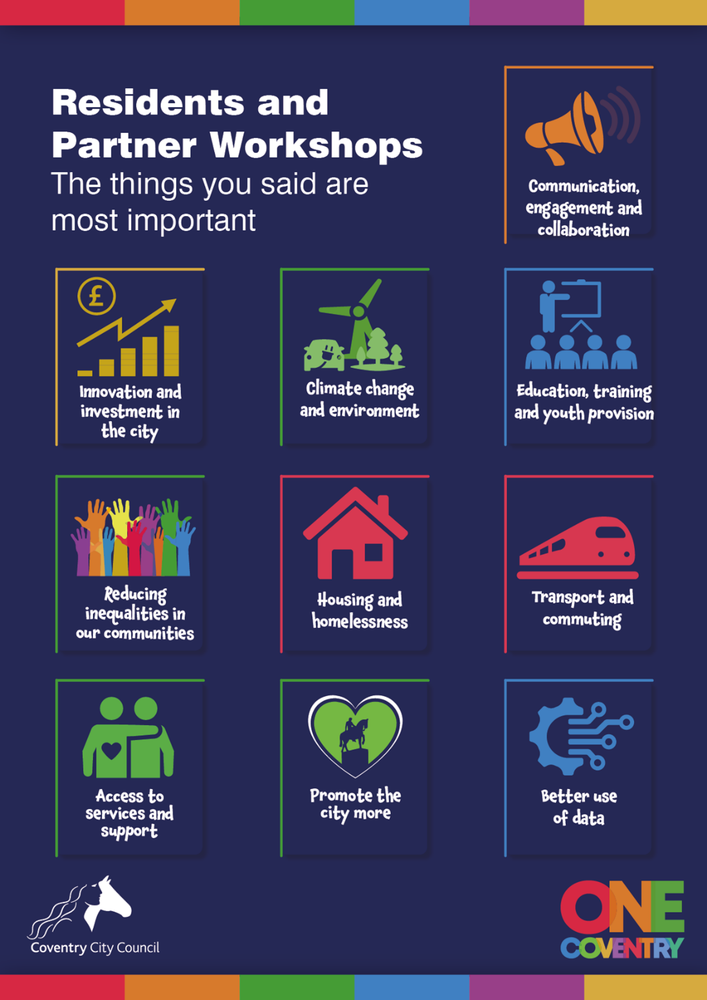 Residents and
Partner Workshops
The things you said are
most important
Communication,
engagement and
collaboration
£
Innovation and
investment in
the city
Climate change
and environment
Education, training
and youth provision
Reducing
inequalities in
our communities
Housing and
homelessness
Transport and
commuting
Access to
services and
support
Promote the
city more
Better use
of data
Coventry City Council
ONE
COVENTRY